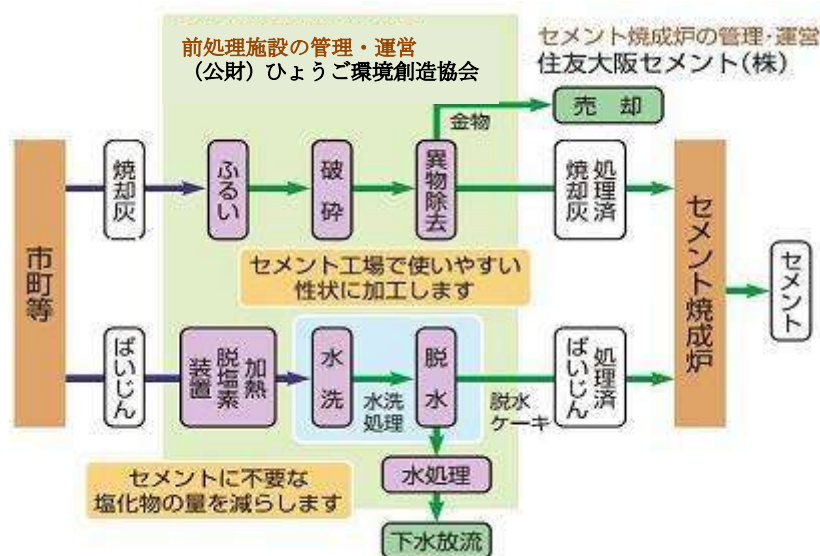 前処理施設の管理・運営
（公財）ひょうご環境創造協会
セメント焼成炉の管理・運営
住友大阪セメント(株)
売 却
金物
市町等
焼却灰
ふるい
破砕
異物除去
処理済
焼却灰
セメント焼成炉
セメント
セメント工場で使いやすい
性状に加工します
ばいじん
加熱
脱塩素
装置
水洗
水洗
処理
脱水
脱水
ケーキ
処理済
ばいじん
セメントに不要な
塩化物の量を減らします
水処理
下水放流